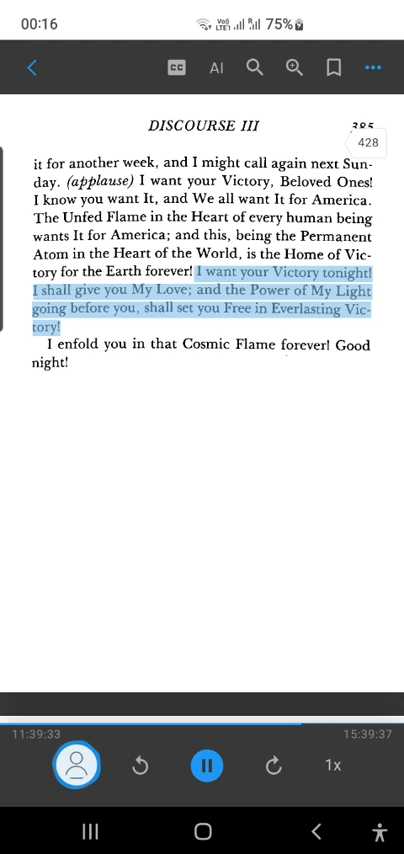 00:16
Vo)) LTE1 R 75%
CC AI
DISCOURSE III 385
428
it for another week, and I might call again next Sun-
day. (applause) I want your Victory, Beloved Ones!
I know you want It, and We all want It for America.
The Unfed Flame in the Heart of every human being
wants It for America; and this, being the Permanent
Atom in the Heart of the World, is the Home of Vic-
tory for the Earth forever! I want your Victory tonight!
I shall give you My Love; and the Power of My Light
going before you, shall set you Free in Everlasting Vic-
tory!
I enfold you in that Cosmic Flame forever! Good
night!
11:39:33 15:39:37
1x